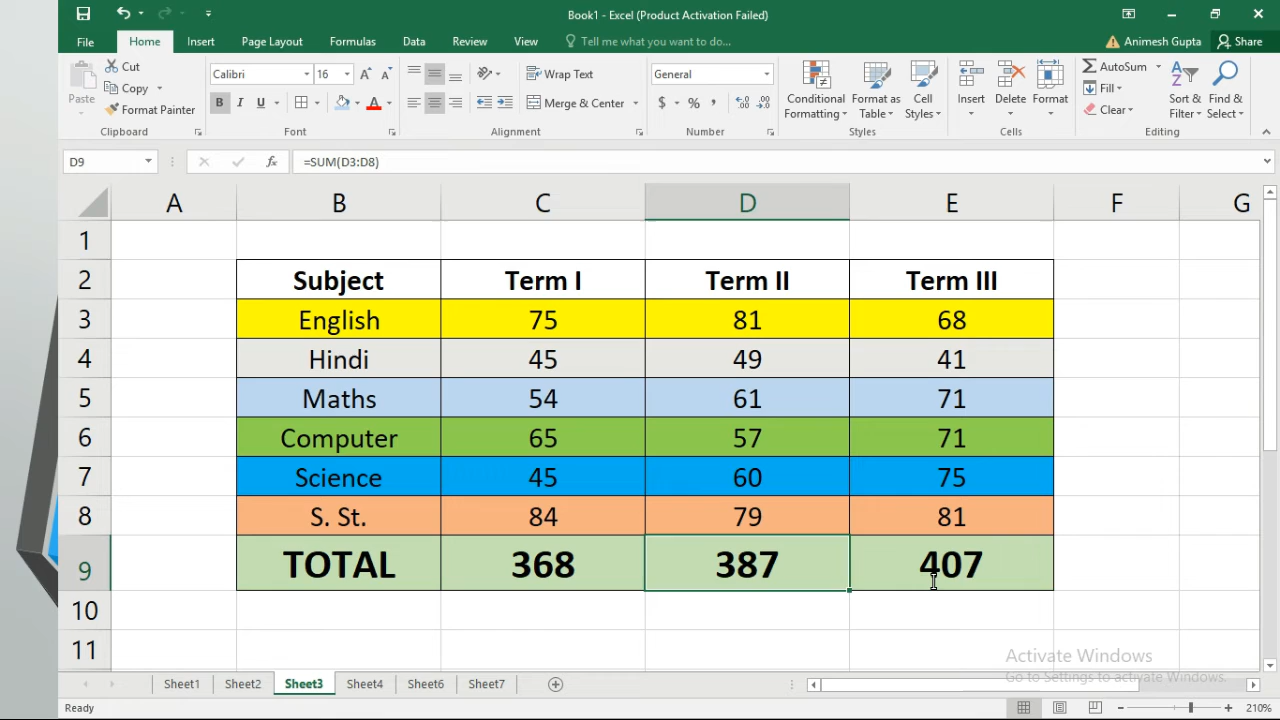 Book1 - Excel (Product Activation Failed)
File Home Insert Page Layout Formulas Data Review View Tell me what you want to do... Animesh Gupta Share
Paste
Cut
Copy
Format Painter
Clipboard
Calibri 16
B I U A
Font
Wrap Text
Merge & Center
Alignment
General
$ % ,
Number
Conditional Formatting
Format as Table
Cell Styles
Styles
Insert Delete Format
Cells
AutoSum
Fill
Clear
Sort & Filter
Find & Select
Editing
D9 fx =SUM(D3:D8)
A B C D E F G
1
2 Subject Term I Term II Term III
3 English 75 81 68
4 Hindi 45 49 41
5 Maths 54 61 71
6 Computer 65 57 71
7 Science 45 60 75
8 S. St. 84 79 81
9 TOTAL 368 387 407
10
11
Activate Windows
Go to Settings to activate Windows.
Sheet1 Sheet2 Sheet3 Sheet4 Sheet6 Sheet7
Ready 210%